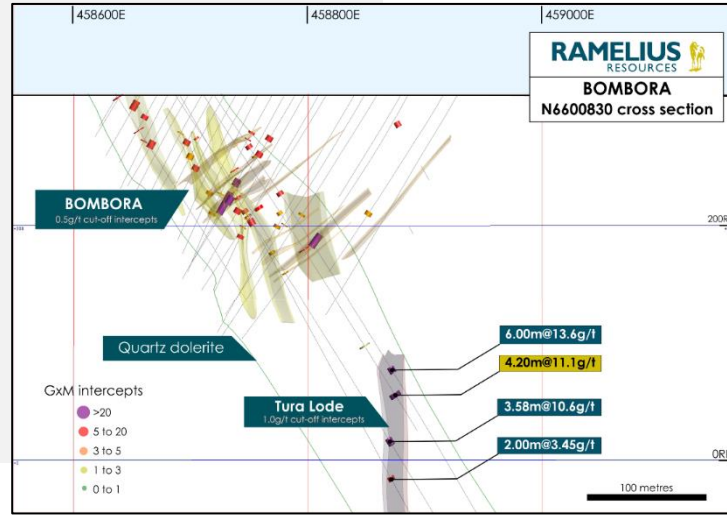 458600E
458800E
459000E
RAMELIUS
RESOURCES
BOMBORA
N6600830 cross section
BOMBORA
0.5g/t cut-off intercepts
200R
Quartz dolerite
6.00m@13.6g/t
4.20m@11.1g/t
GxM intercepts
>20
5 to 20
3 to 5
1 to 3
0 to 1
Tura Lode
1.0g/t cut-off intercepts
3.58m@10.6g/t
2.00m@3.45g/t
0RL
100 metres